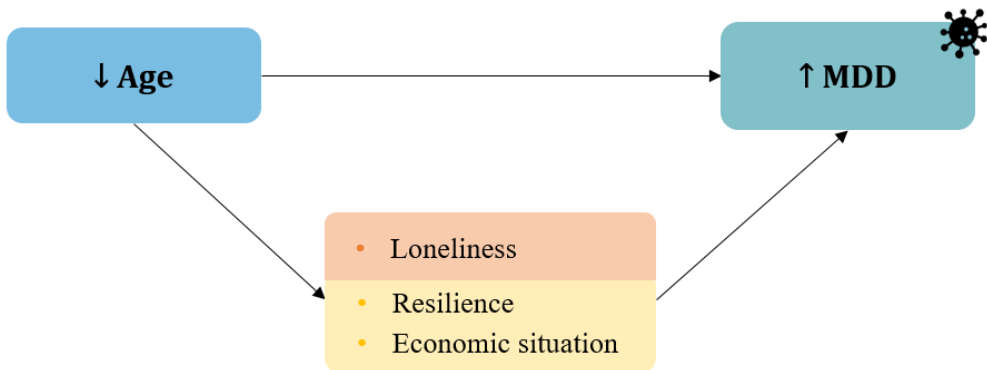 ↓ Age
↑ MDD
• Loneliness
• Resilience
• Economic situation